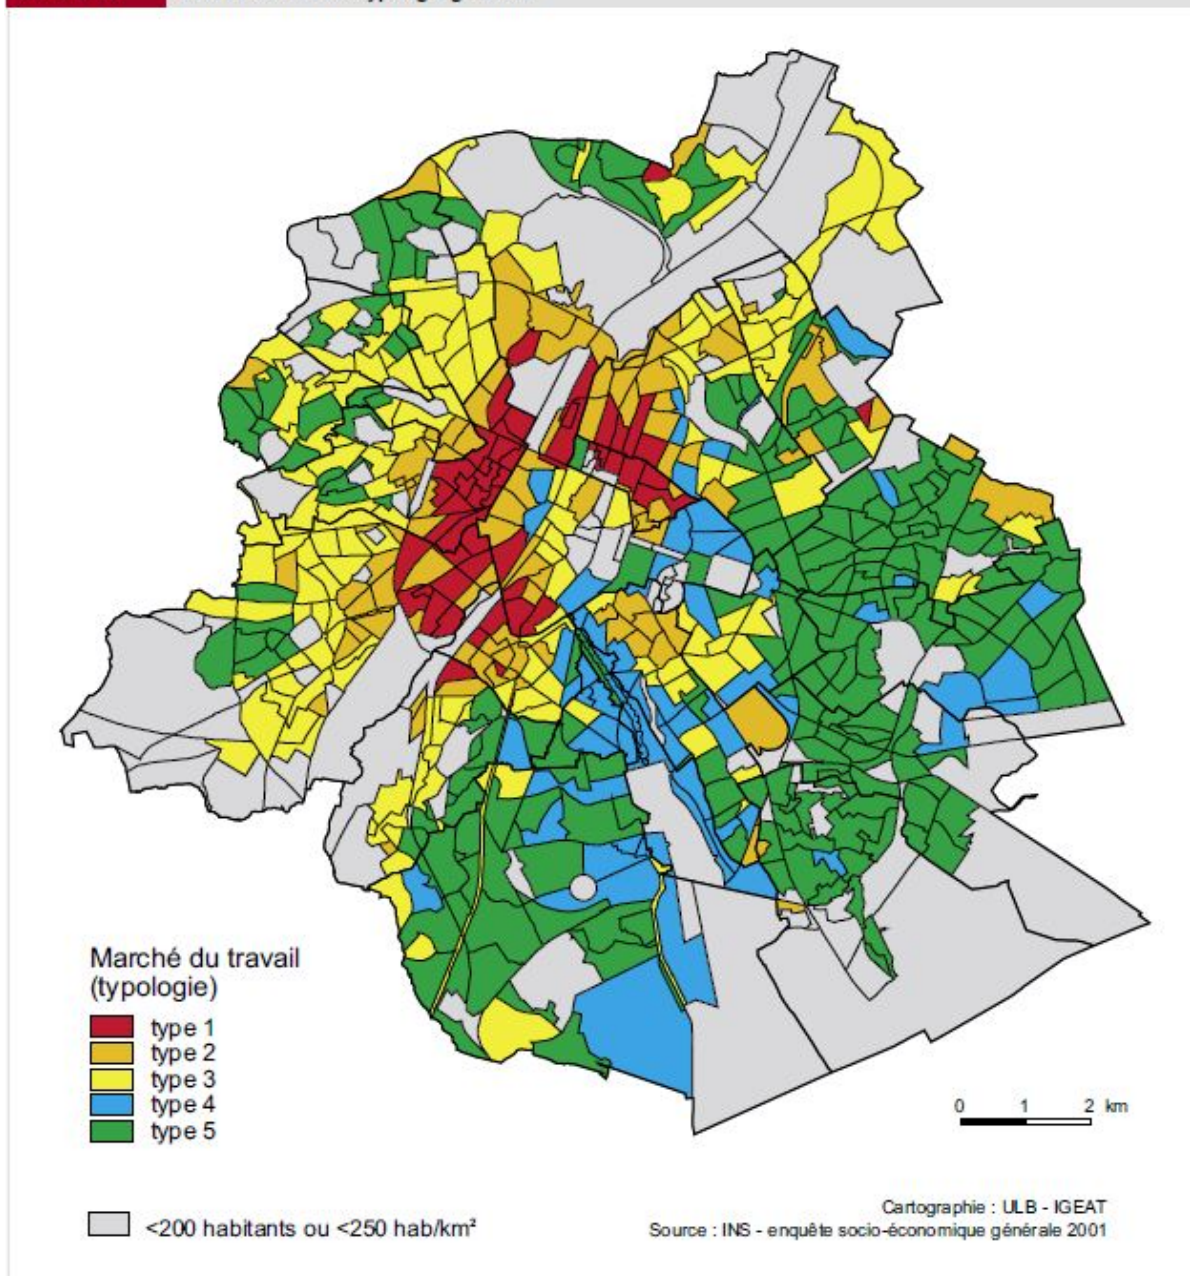 Marché du travail
(typologie)
type 1
type 2
type 3
type 4
type 5
<200 habitants ou <250 hab/km²
0 1 2 km
Cartographie : ULB - IGEAT
Source : INS - enquête socio-économique générale 2001